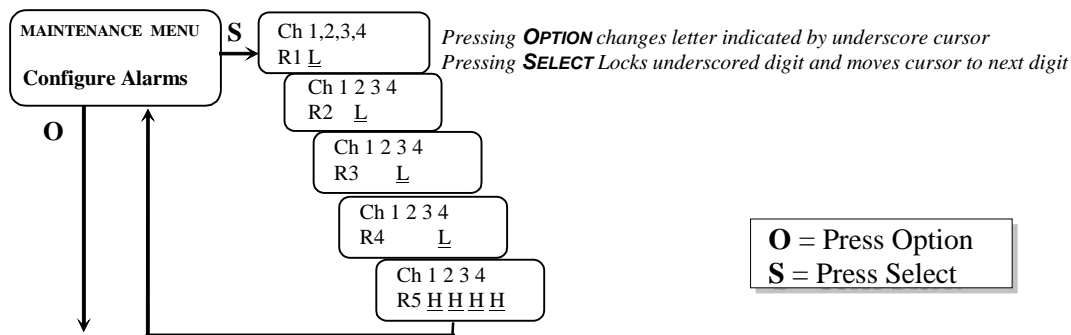 MAINTENANCE MENU
Configure Alarms
S
O
Ch 1,2,3,4
R1 L
Ch 1 2 3 4
R2 L
Ch 1 2 3 4
R3 L
Ch 1 2 3 4
R4 L
Ch 1 2 3 4
R5 H H H H
Pressing OPTION changes letter indicated by underscore cursor
Pressing SELECT Locks underscored digit and moves cursor to next digit
O = Press Option
S = Press Select